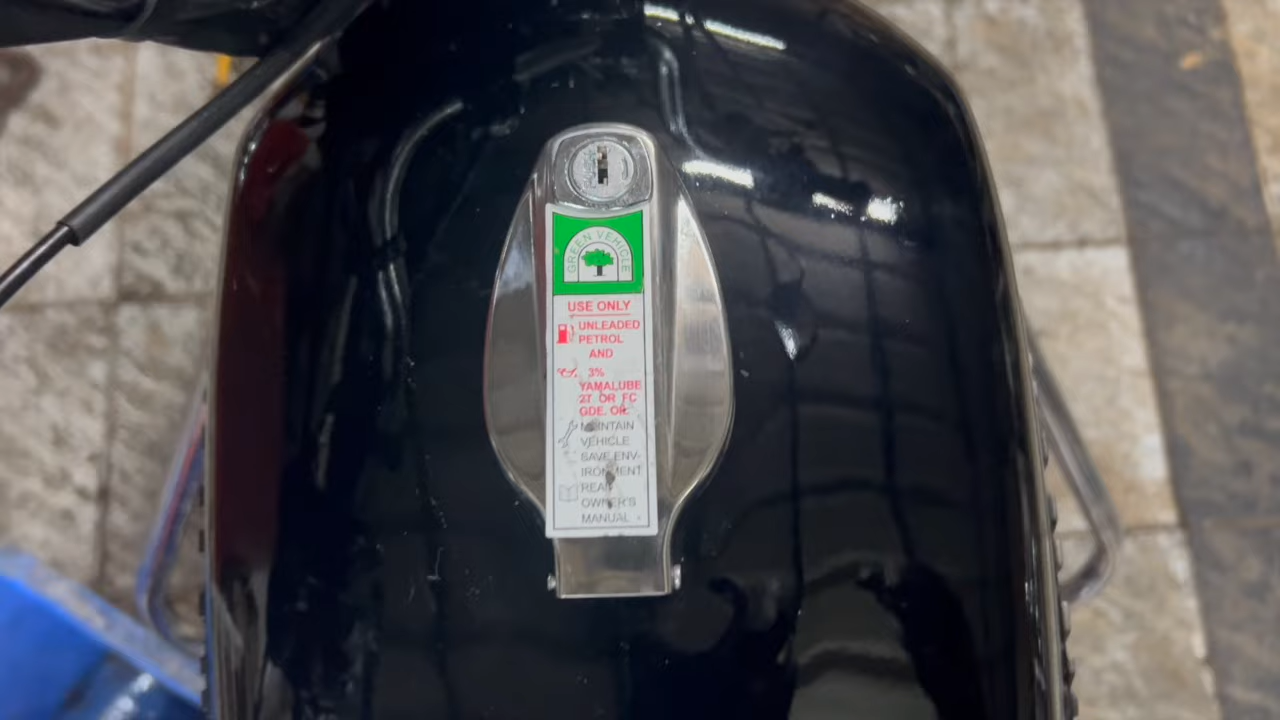 GREEN VEHICLE
USE ONLY
UNLEADED
PETROL
AND
3%
YAMALUBE
2T. OR FC
GDE. OIL
MAINTAIN
VEHICLE
SAVE ENV-
IRONMENT
READ
OWNER'S
MANUAL